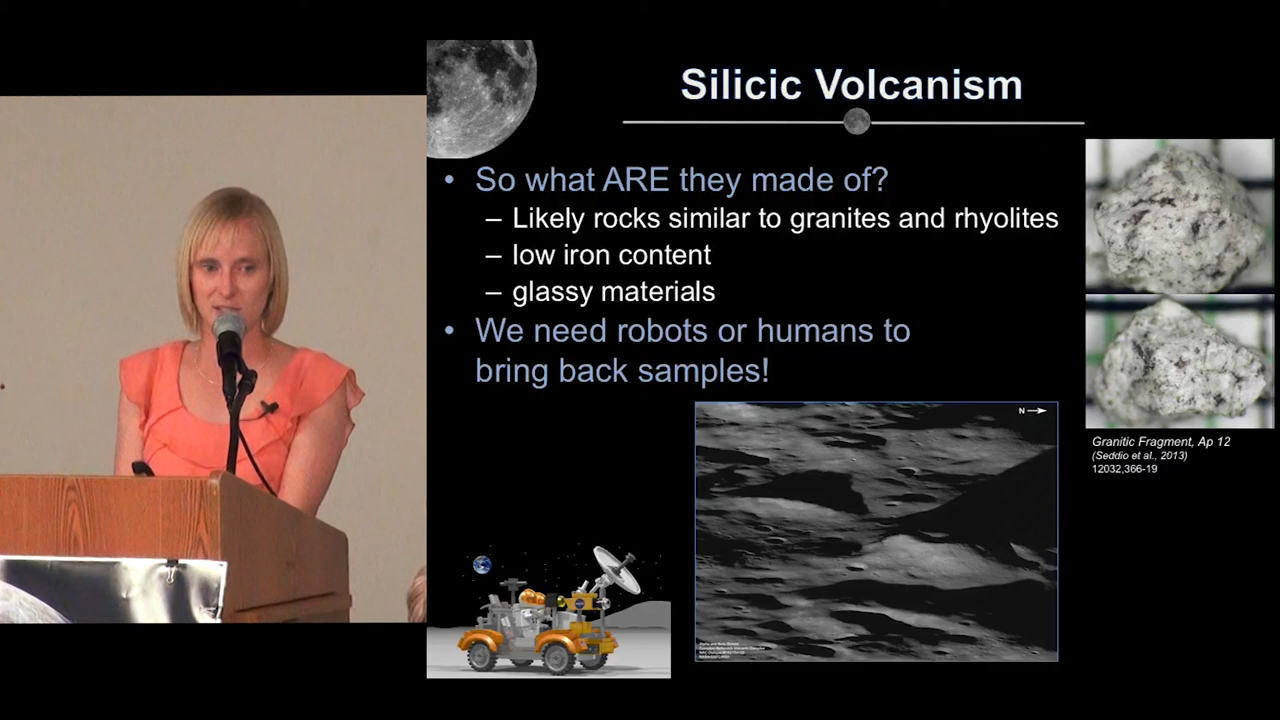 Silicic Volcanism
• So what ARE they made of?
– Likely rocks similar to granites and rhyolites
– low iron content
– glassy materials
• We need robots or humans to
bring back samples!
N
Granitic Fragment, Ap 12
(Seddio et al., 2013)
12032,366-19